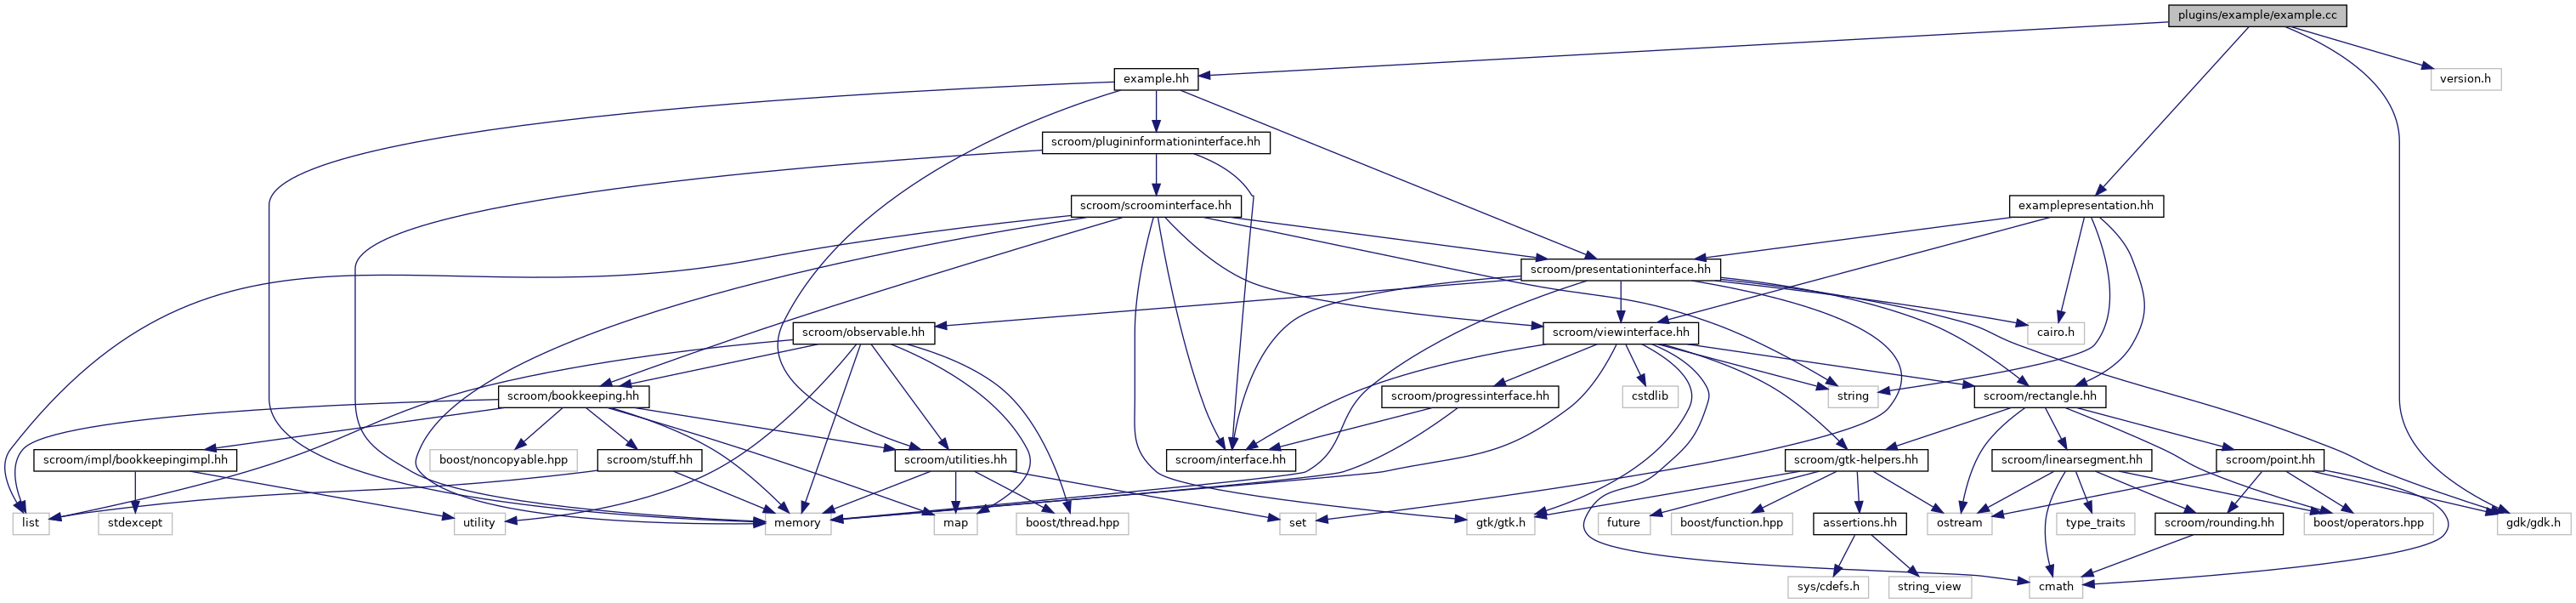 plugins/example/example.cc
example.hh
version.h
scroom/plugininformationinterface.hh
scroom/scroominterface.hh
examplepresentation.hh
scroom/presentationinterface.hh
scroom/observable.hh
scroom/viewinterface.hh
cairo.h
scroom/bookkeeping.hh
scroom/progressinterface.hh
cstdlib
string
scroom/rectangle.hh
scroom/impl/bookkeepingimpl.hh
boost/noncopyable.hpp
scroom/stuff.hh
scroom/utilities.hh
scroom/interface.hh
scroom/gtk-helpers.hh
scroom/linearsegment.hh
scroom/point.hh
list
stdexcept
utility
memory
map
boost/thread.hpp
set
gtk/gtk.h
future
boost/function.hpp
assertions.hh
ostream
type_traits
scroom/rounding.hh
boost/operators.hpp
gdk/gdk.h
sys/cdefs.h
string_view
cmath